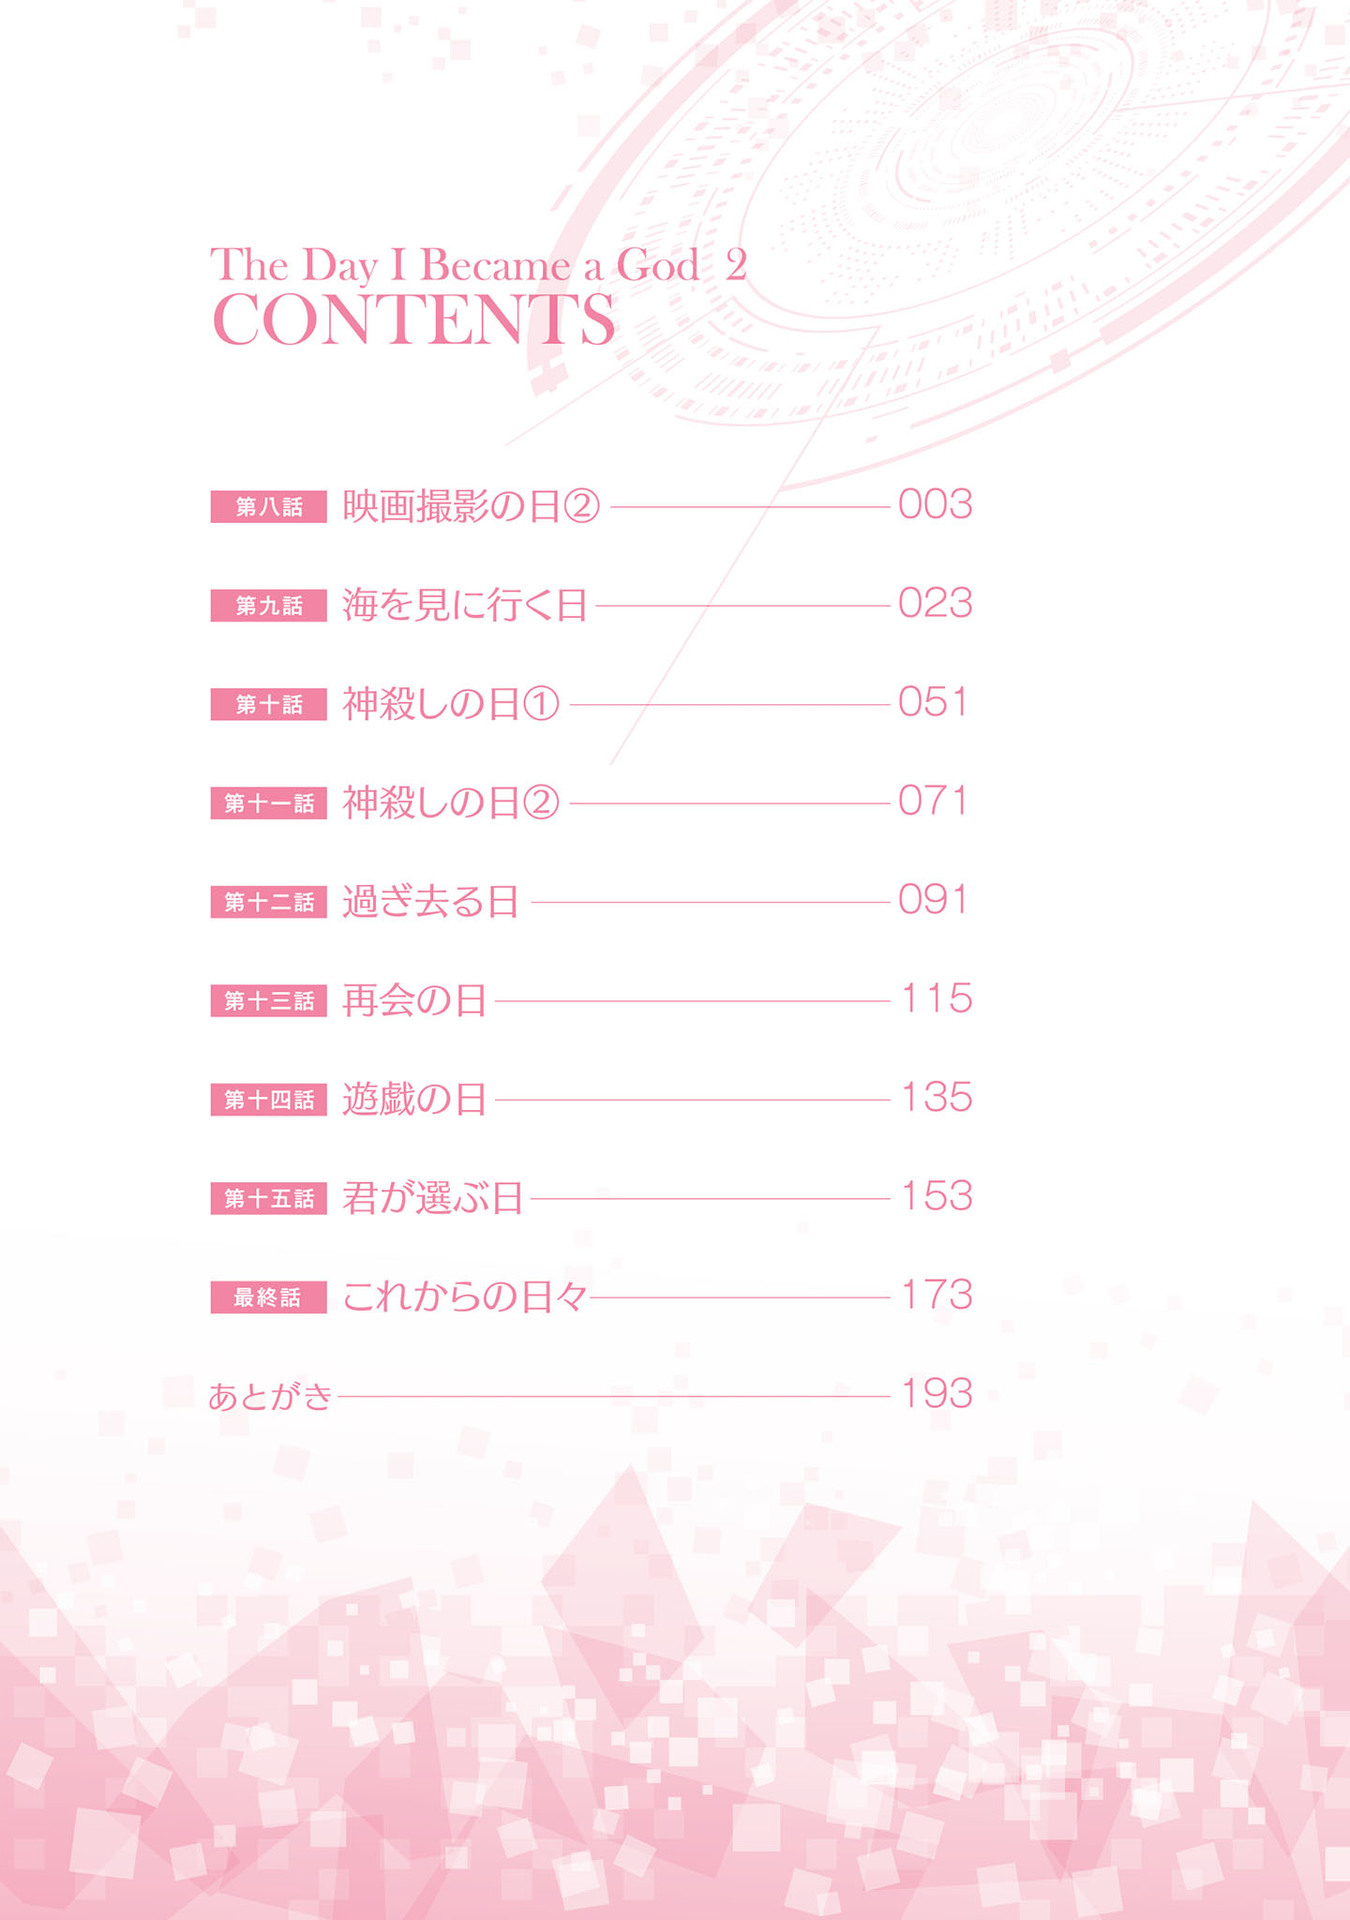 The Day I Became a God 2
CONTENTS
第八話 映画撮影の日② 003
第九話 海を見に行く日 023
第十話 神殺しの日① 051
第十一話 神殺しの日② 071
第十二話 過ぎ去る日 091
第十三話 再会の日 115
第十四話 遊戯の日 135
第十五話 君が選ぶ日 153
最終話 これからの日々 173
あとがき 193